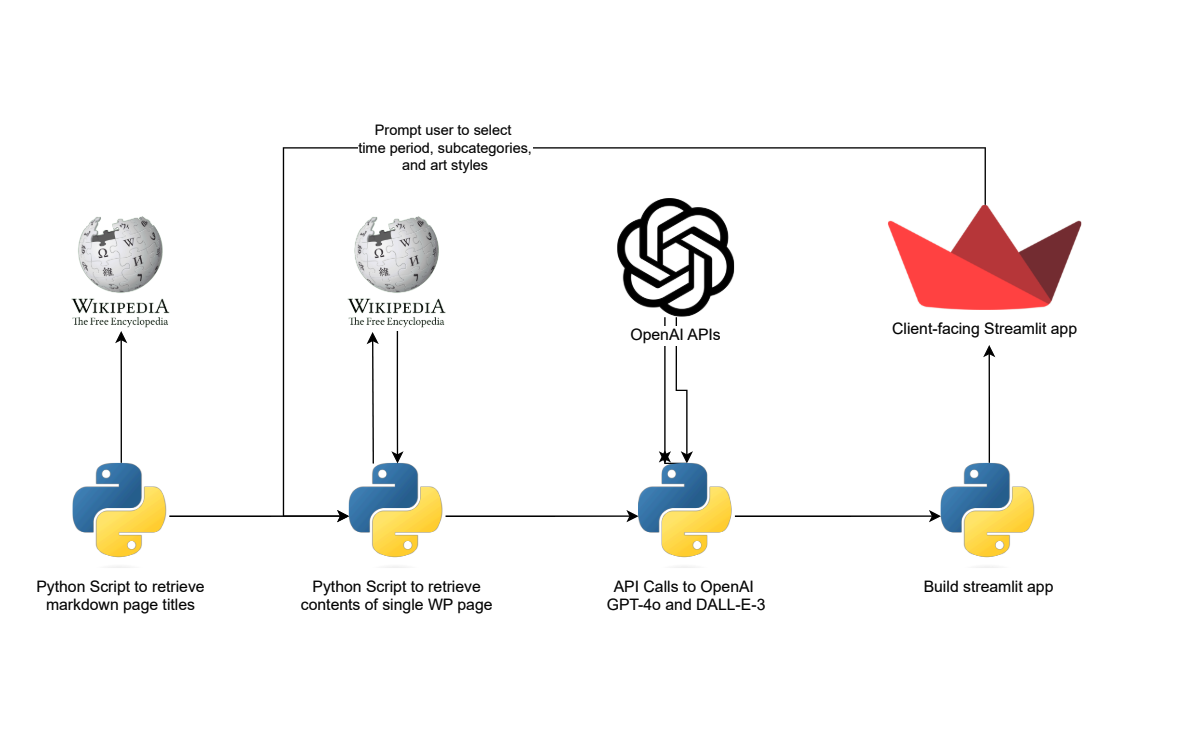 Prompt user to select
time period, subcategories,
and art styles
WIKIPEDIA
The Free Encyclopedia
WIKIPEDIA
The Free Encyclopedia
OpenAI APIs
Client-facing Streamlit app
Python Script to retrieve
markdown page titles
Python Script to retrieve
contents of single WP page
API Calls to OpenAI
GPT-4o and DALL-E-3
Build streamlit app